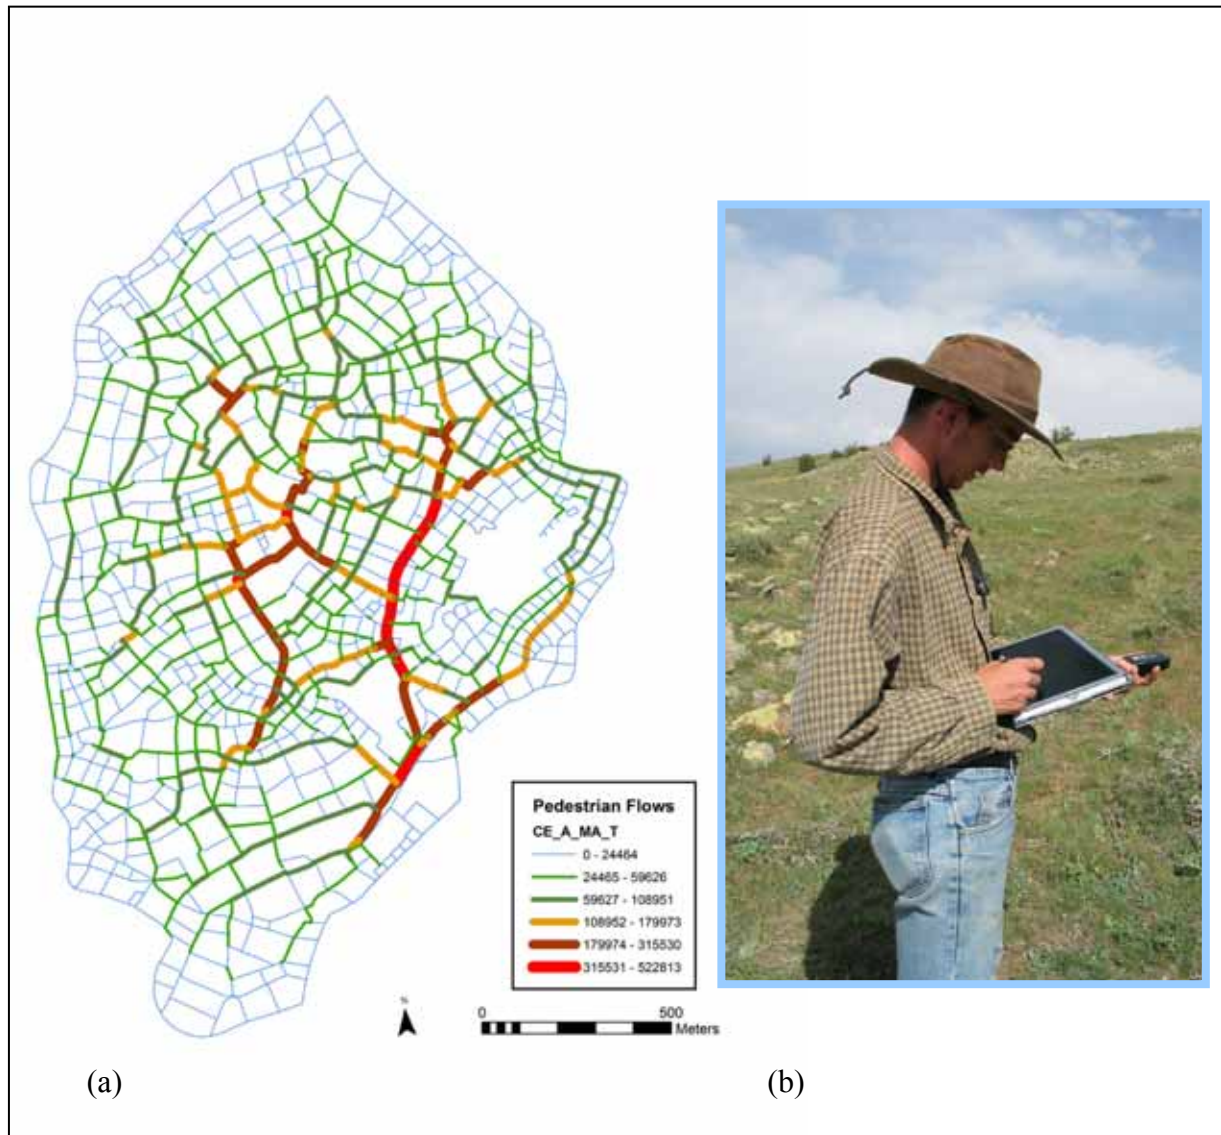 Pedestrian Flows
CE_A_MA_T
0 - 24464
24465 - 59626
59627 - 108951
108952 - 179973
179974 - 315530
315531 - 522813
N
0 500
Meters
(a) (b)